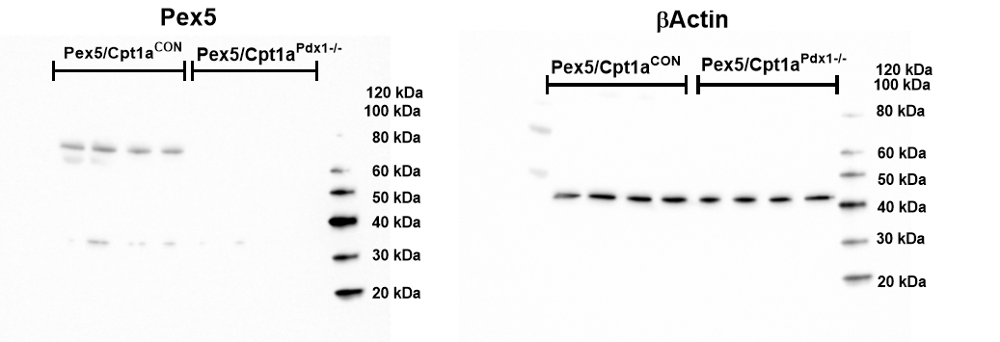 Pex5
Pex5/Cpt1aCON
Pex5/Cpt1aPdx1-/-
120 kDa
100 kDa
80 kDa
60 kDa
50 kDa
40 kDa
30 kDa
20 kDa
βActin
Pex5/Cpt1aCON
Pex5/Cpt1aPdx1-/-
120 kDa
100 kDa
80 kDa
60 kDa
50 kDa
40 kDa
30 kDa
20 kDa